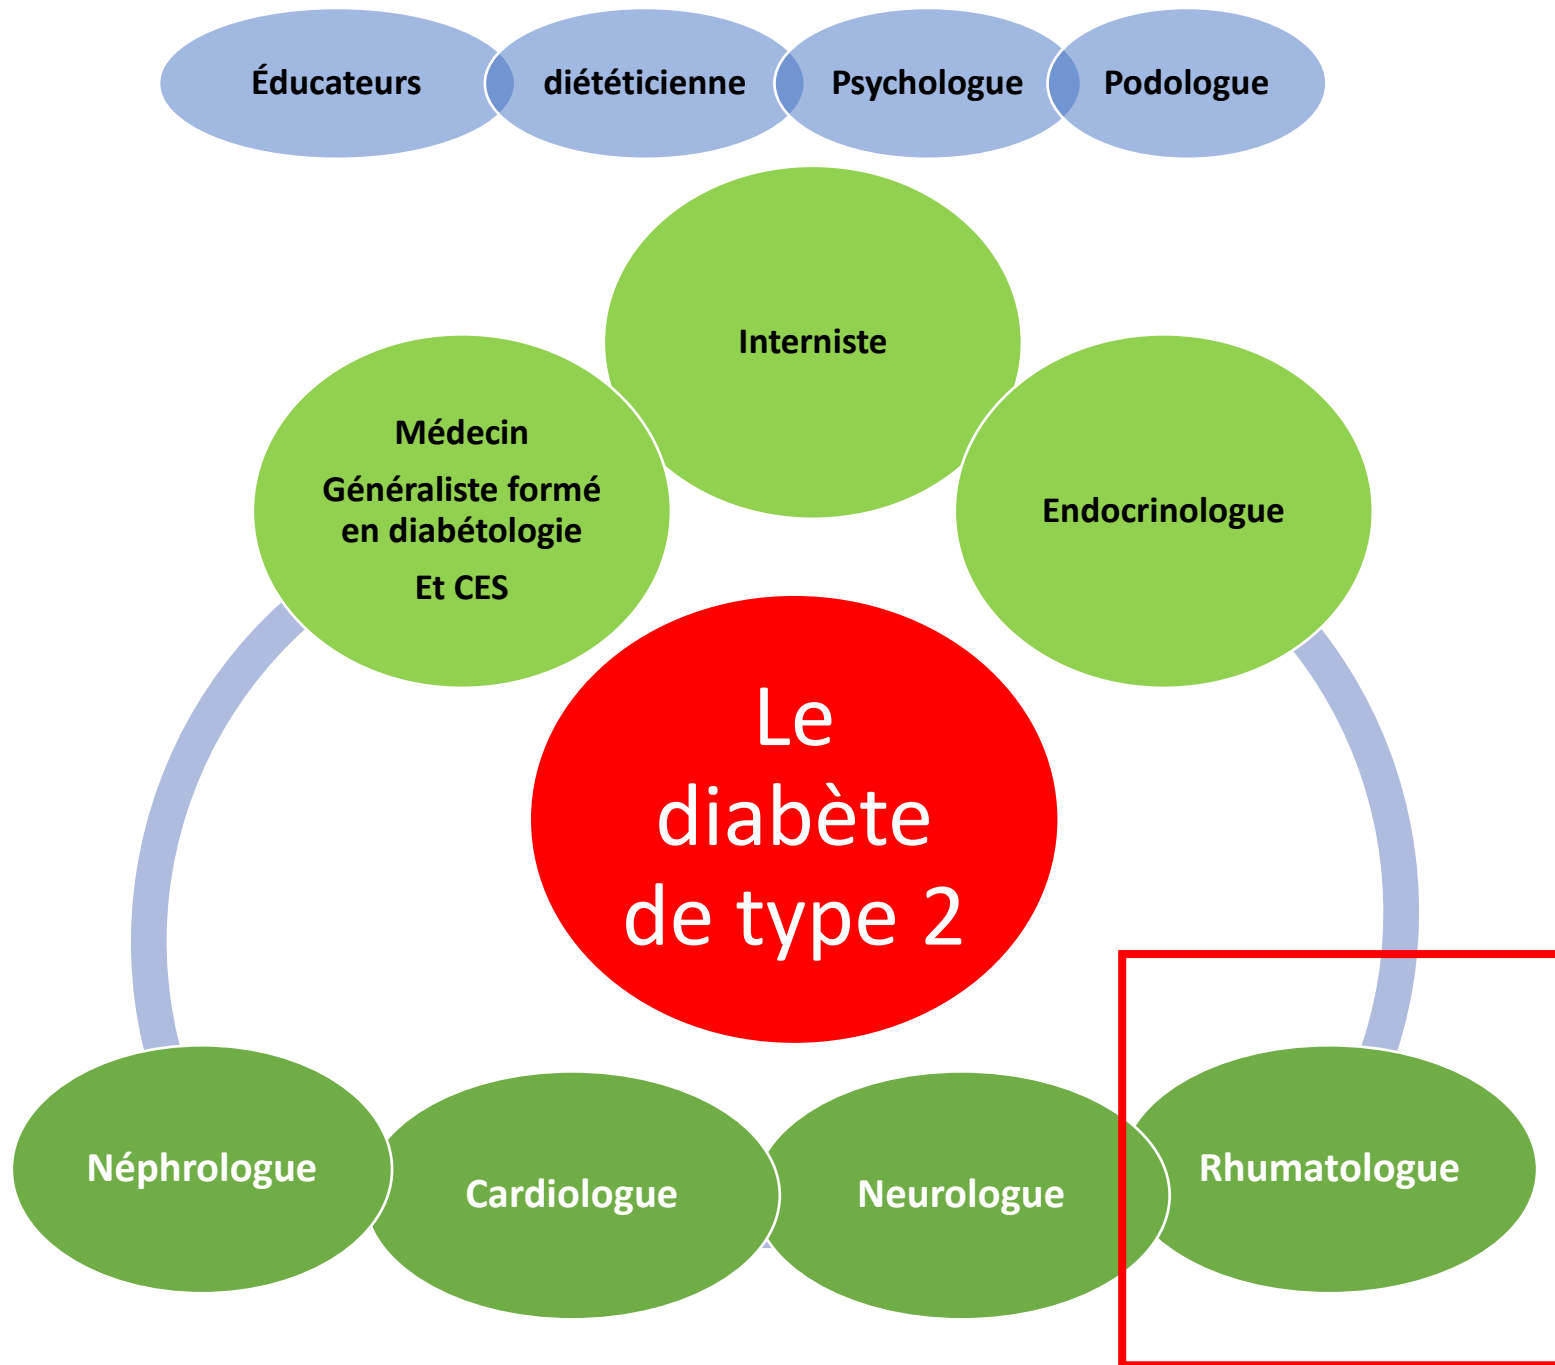 Éducateurs
diététicienne
Psychologue
Podologue
Interniste
Médecin
Généraliste formé
en diabétologie
Et CES
Endocrinologue
Le
diabète
de type 2
Néphrologue
Cardiologue
Neurologue
Rhumatologue